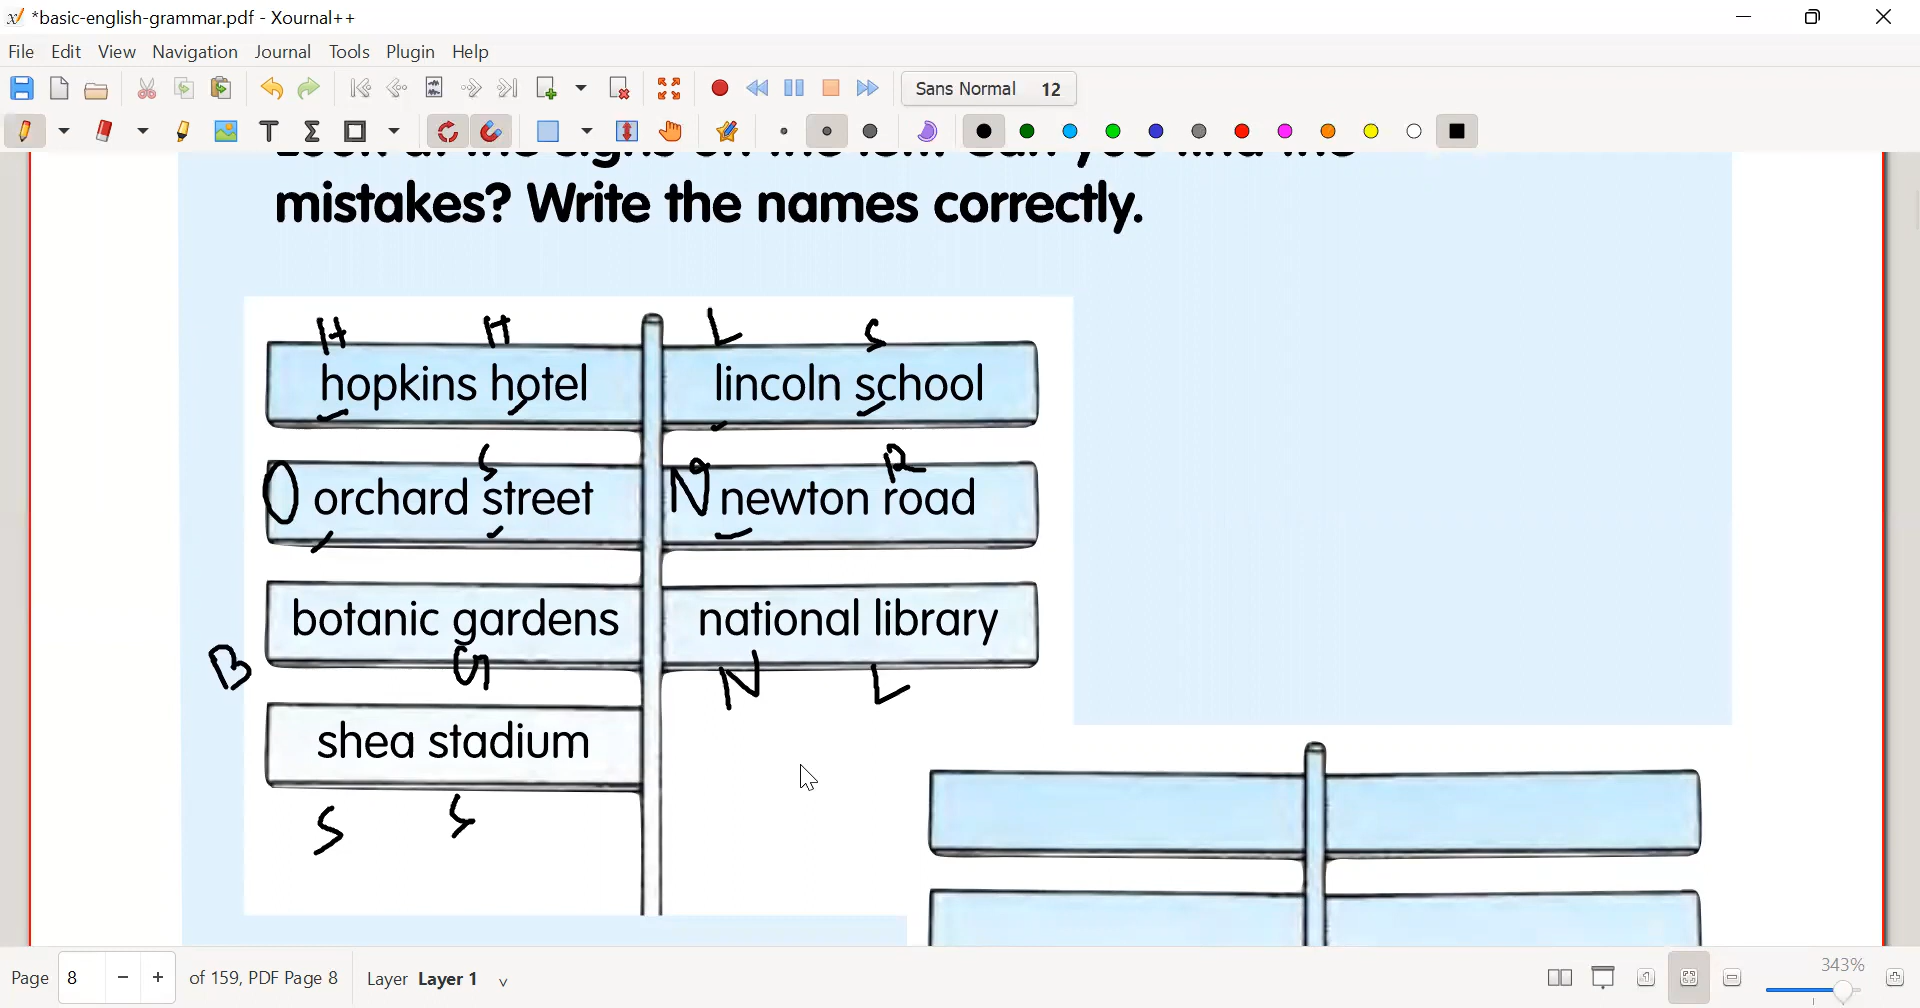 *basic-english-grammar.pdf - Xournal++
File Edit View Navigation Journal Tools Plugin Help
Sans Normal 12
mistakes? Write the names correctly.
H H L S
hopkins hotel lincoln school
S R
O orchard street N newton road
botanic gardens national library
B G N L
shea stadium
S S
Page 8 - + of 159, PDF Page 8 Layer Layer 1 343%